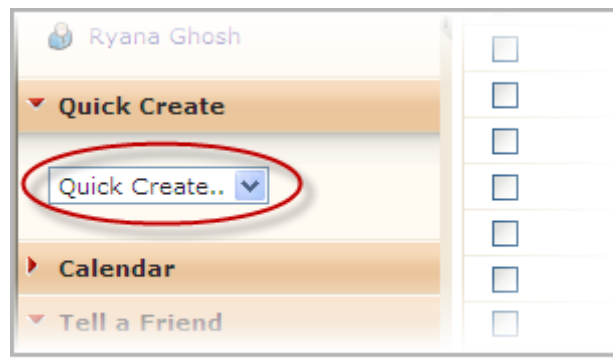 Ryana Ghosh
Quick Create
Quick Create..
Calendar
Tell a Friend